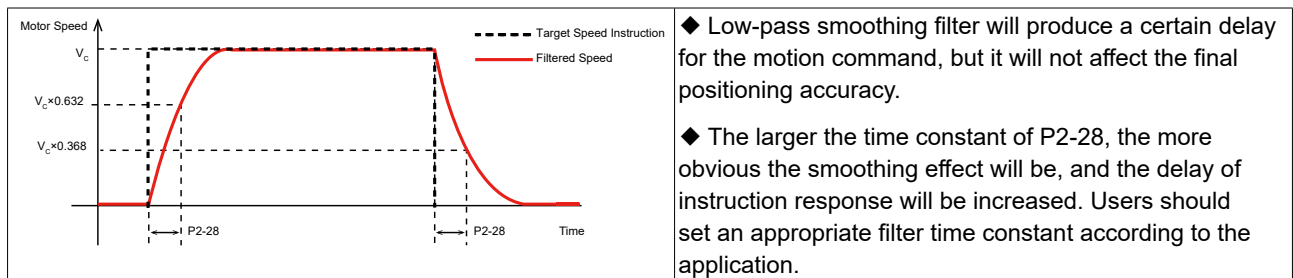 Motor Speed
Target Speed Instruction
Filtered Speed
Vc
Vc×0.632
Vc×0.368
P2-28
P2-28
Time
◆ Low-pass smoothing filter will produce a certain delay
for the motion command, but it will not affect the final
positioning accuracy.
◆ The larger the time constant of P2-28, the more
obvious the smoothing effect will be, and the delay of
instruction response will be increased. Users should
set an appropriate filter time constant according to the
application.